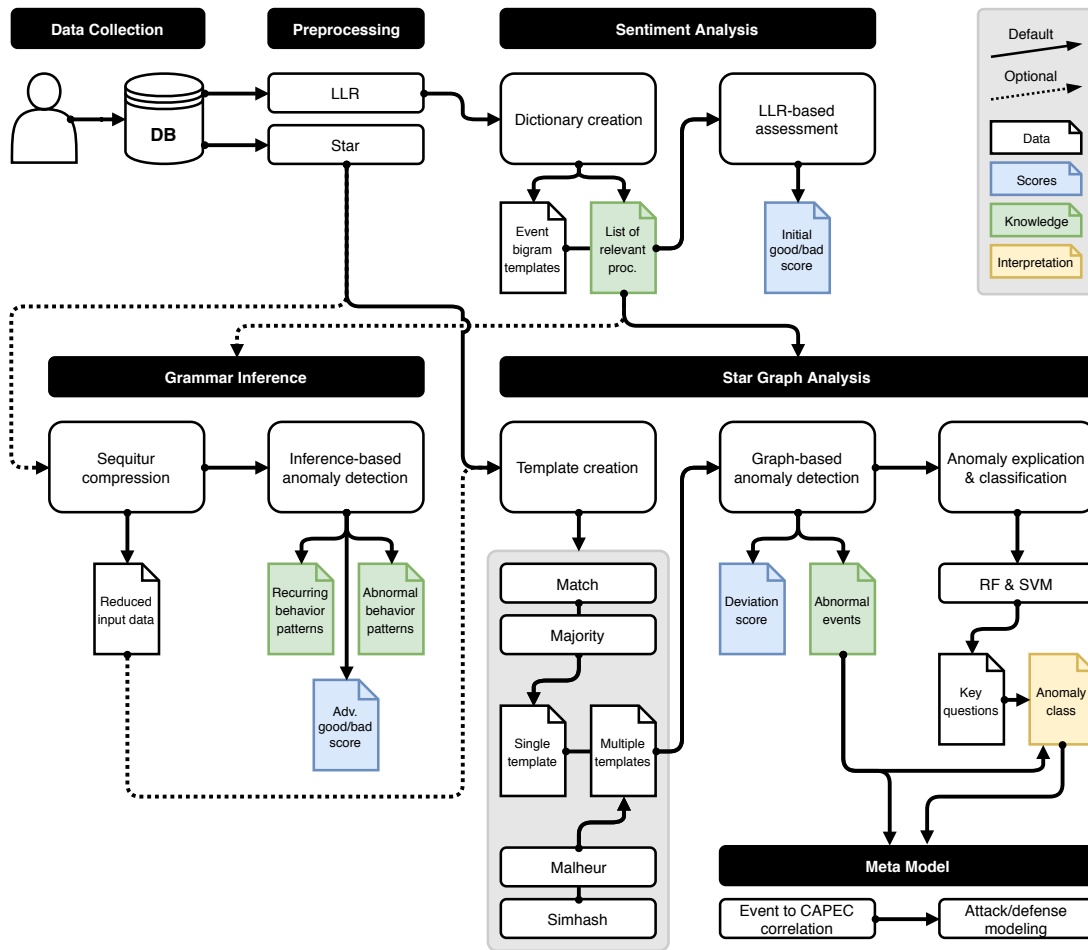 Data Collection
Preprocessing
Sentiment Analysis
Default
Optional
Data
Scores
Knowledge
Interpretation
DB
LLR
Star
Dictionary creation
LLR-based
assessment
Event
bigram
templates
List of
relevant
proc.
Initial
good/bad
score
Grammar Inference
Star Graph Analysis
Sequitur
compression
Inference-based
anomaly detection
Template creation
Graph-based
anomaly detection
Anomaly explication
& classification
Reduced
input data
Recurring
behavior
patterns
Abnormal
behavior
patterns
Adv.
good/bad
score
Match
Majority
Single
template
Multiple
templates
Malheur
Simhash
Deviation
score
Abnormal
events
RF & SVM
Key
questions
Anomaly
class
Meta Model
Event to CAPEC
correlation
Attack/defense
modeling